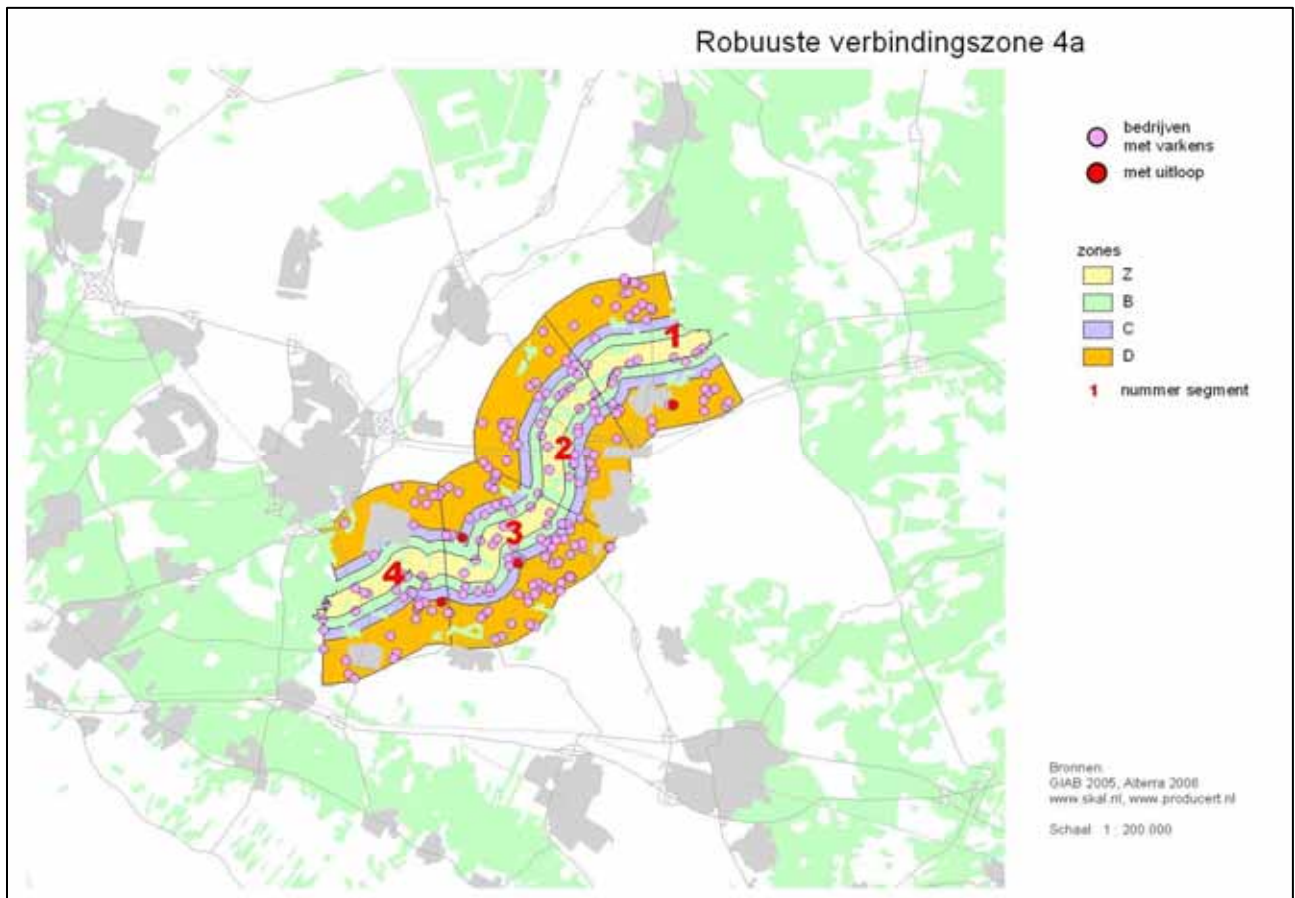 Robuuste verbindingszone 4a
bedrijven
met varkens
met uitloop
zones
Z
B
C
D
1 nummer segment
1
2
3
4
Bronnen:
GIAB 2005, Alterra 2008
www.skal.nl, www.producert.nl
Schaal 1 : 200 000